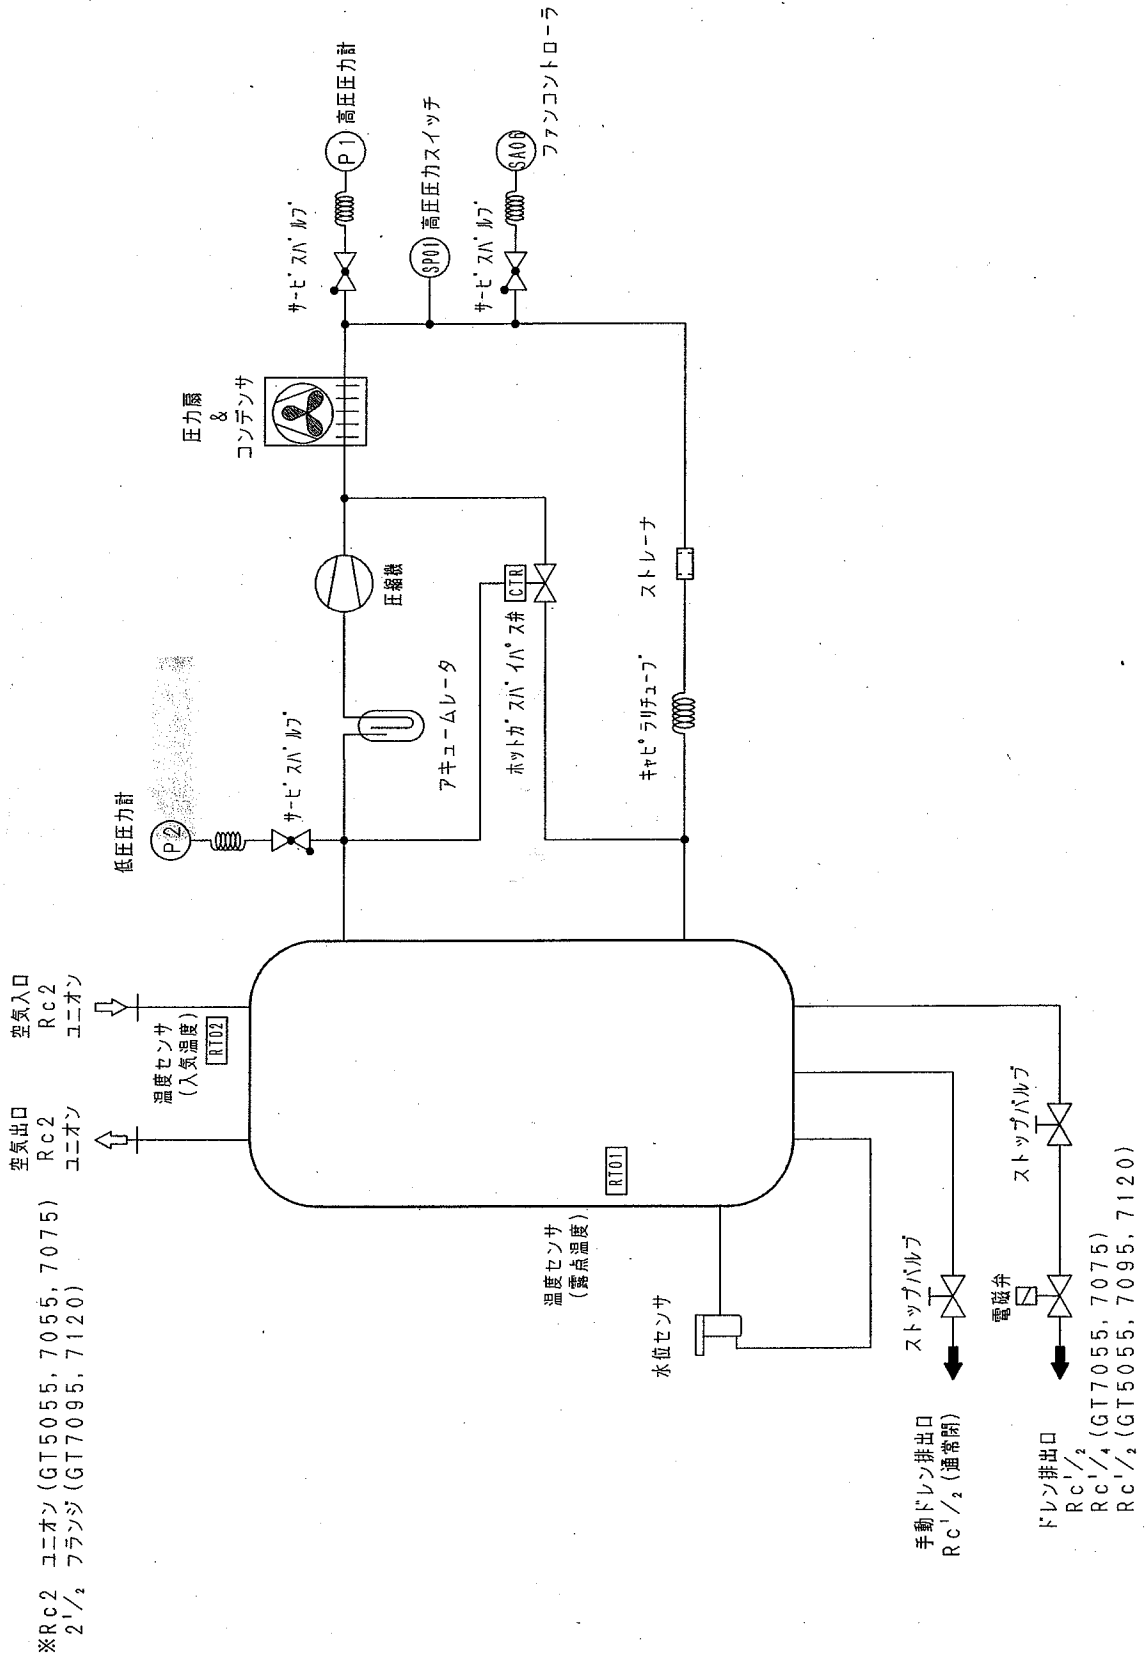 ※Rc2 ユニオン(GT5055, 7055, 7075)
2 1/2 フランジ(GT7095, 7120)
空気出口
Rc2
ユニオン
空気入口
Rc2
ユニオン
温度センサ
(入気温度)
RT02
低圧圧力計
P2
サービスバルブ
圧力扇
&
コンデンサ
サービスバルブ
P1
高圧圧力計
圧縮機
SP01
高圧圧力スイッチ
アキュームレータ
サービスバルブ
SA06
ファンコントローラ
CTR
ホットガスバイパス弁
温度センサ
(露点温度)
RT01
水位センサ
キャピラリチューブ
ストレーナ
手動ドレン排出口
Rc1/2(通常閉)
ストップバルブ
電磁弁
ストップバルブ
ドレン排出口
Rc1/2
Rc1/4(GT7055, 7075)
Rc1/2(GT5055, 7095, 7120)